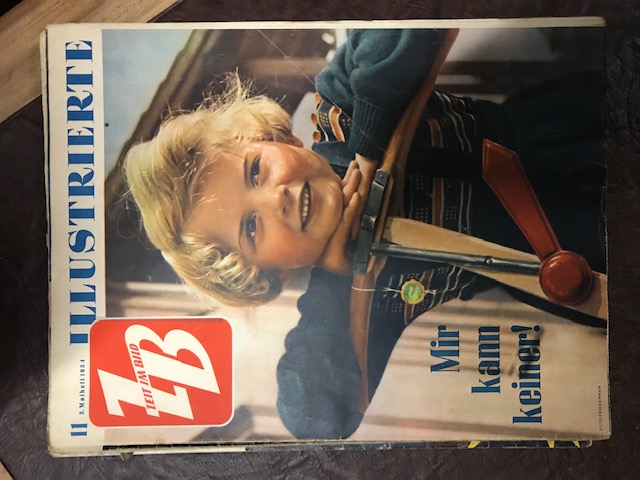 ILLUSTRIERTE
11
2. Maiheft 1954
ZB
ZEIT IM BILD
Mir
kann
keiner!